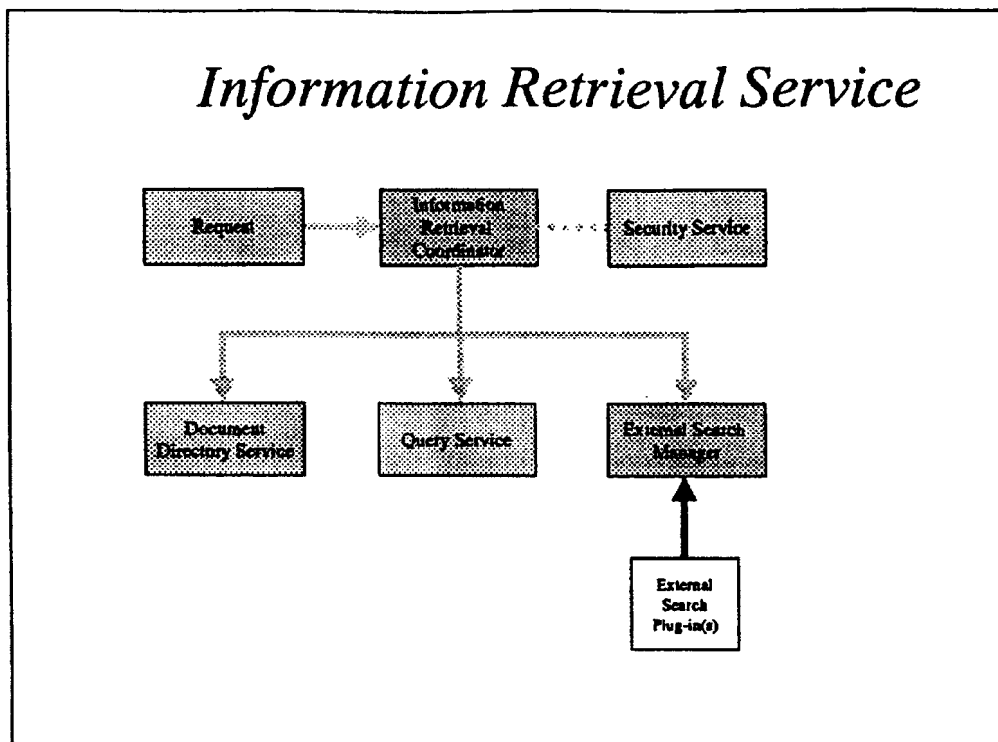 Information Retrieval Service
Request
Information
Retrieval
Coordinator
Security Service
Document
Directory Service
Query Service
External Search
Manager
External
Search
Plug-in(s)